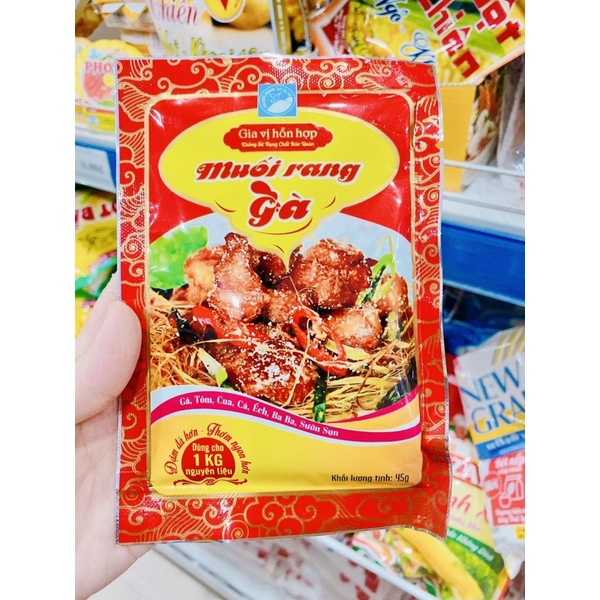 Gia vị hỗn hợp
Không Sử Dụng Chất Bảo Quản
Muối rang
Gà
Gà, Tôm, Cua, Cá, Ếch, Ba Ba, Sườn Sụn
Đậm đà hơn - Thơm ngon hơn
Dùng cho
1 KG
nguyên liệu
Khối lượng tịnh: 45g
NEW
GRA